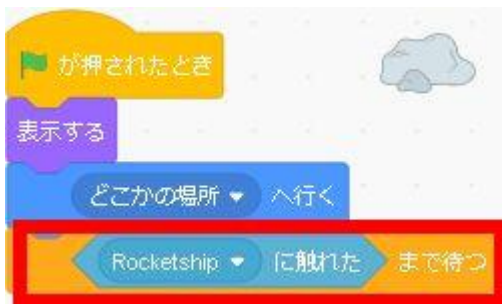 が押されたとき
表示する
どこかの場所 へ行く
Rocketship に触れた まで待つ